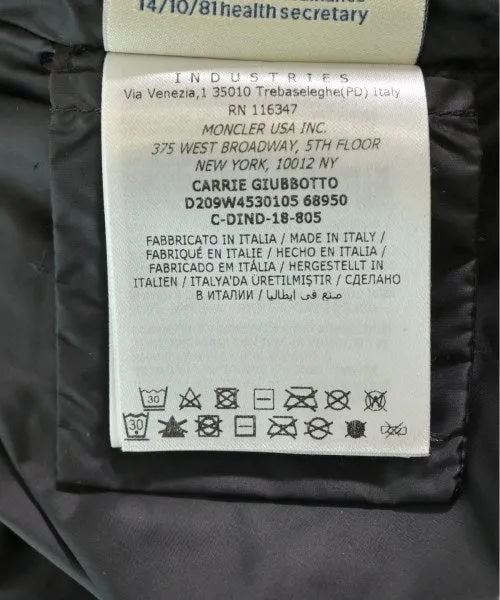 14/10/81 health secretary
INDUSTRIES
Via Venezia,1 35010 Trebaseleghe(PD) Italy
RN 116347
MONCLER USA INC.
375 WEST BROADWAY, 5TH FLOOR
NEW YORK, 10012 NY
CARRIE GIUBBOTTO
D209W4530105 68950
C-DIND-18-805
FABBRICATO IN ITALIA / MADE IN ITALY /
FABRIQUÉ EN ITALIE / HECHO EN ITALIA /
FABRICADO EM ITÁLIA / HERGESTELLT IN
ITALIEN / ITALYA'DA ÜRETILMIŞTIR / СДЕЛАНО
В ИТАЛИИ / صنع في ايطاليا
30
30